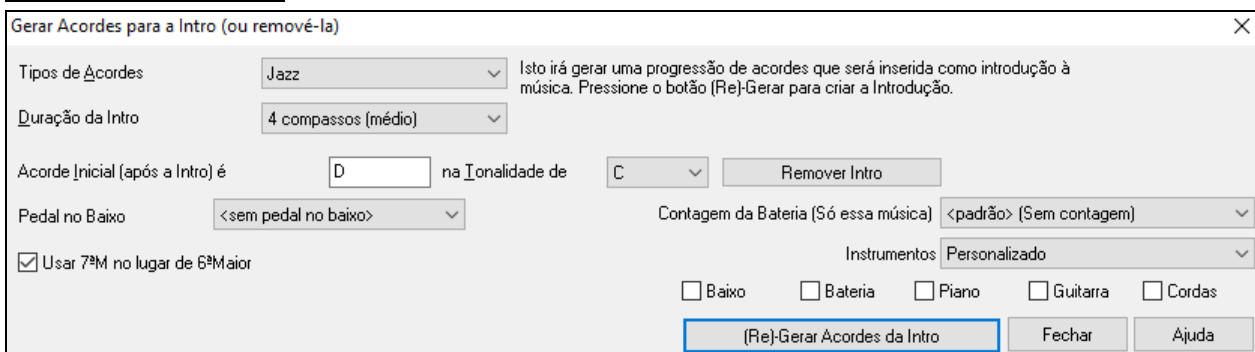 Gerar Acordes para a Intro (ou removê-la)
Tipos de Acordes Jazz
Isto irá gerar uma progressão de acordes que será inserida como introdução à
música. Pressione o botão (Re)-Gerar para criar a Introdução.
Duração da Intro 4 compassos (médio)
Acorde Inicial (após a Intro) é D na Tonalidade de C Remover Intro
Pedal no Baixo <sem pedal no baixo> Contagem da Bateria (Só essa música) <padrão> (Sem contagem)
Usar 7ªM no lugar de 6ªMaior Instrumentos Personalizado
Baixo Bateria Piano Guitarra Cordas
(Re)-Gerar Acordes da Intro Fechar Ajuda